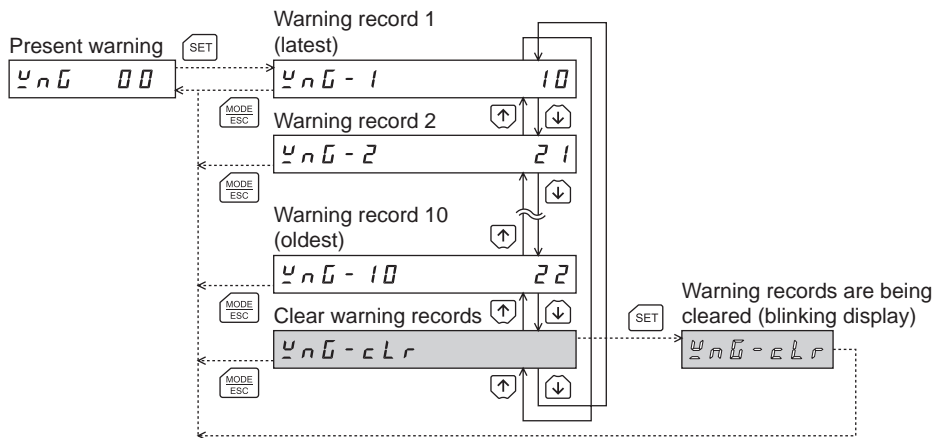 Warning record 1
(latest)
Present warning
SET
WnG 00
WnG-1 10
MODE
ESC
↑
↓
Warning record 2
WnG-2 21
MODE
ESC
↓
Warning record 10
(oldest)
↑
WnG-10 22
MODE
ESC
Clear warning records
↑
↓
SET
Warning records are being
cleared (blinking display)
WnG-cLr
WnG-cLr
MODE
ESC
↑
↓